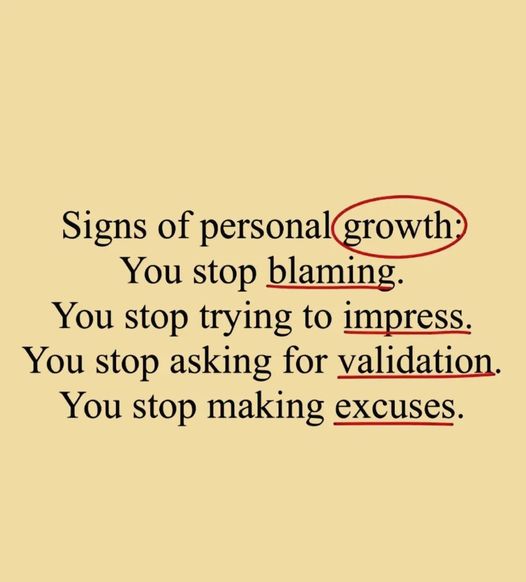 Signs of personal growth:
You stop blaming.
You stop trying to impress.
You stop asking for validation.
You stop making excuses.